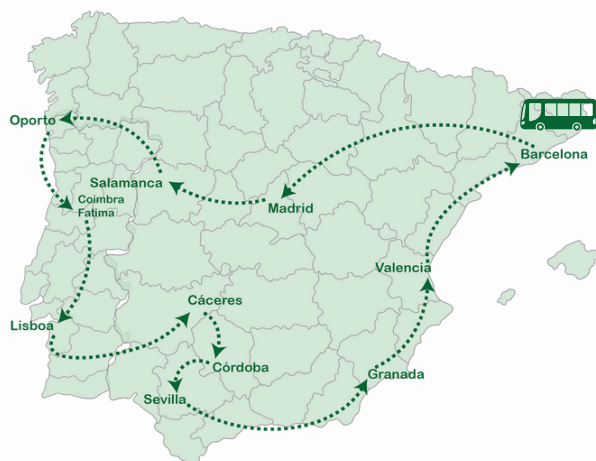 Oporto
Barcelona
Salamanca
Coimbra
Fatima
Madrid
Valencia
Cáceres
Lisboa
Córdoba
Granada
Sevilla